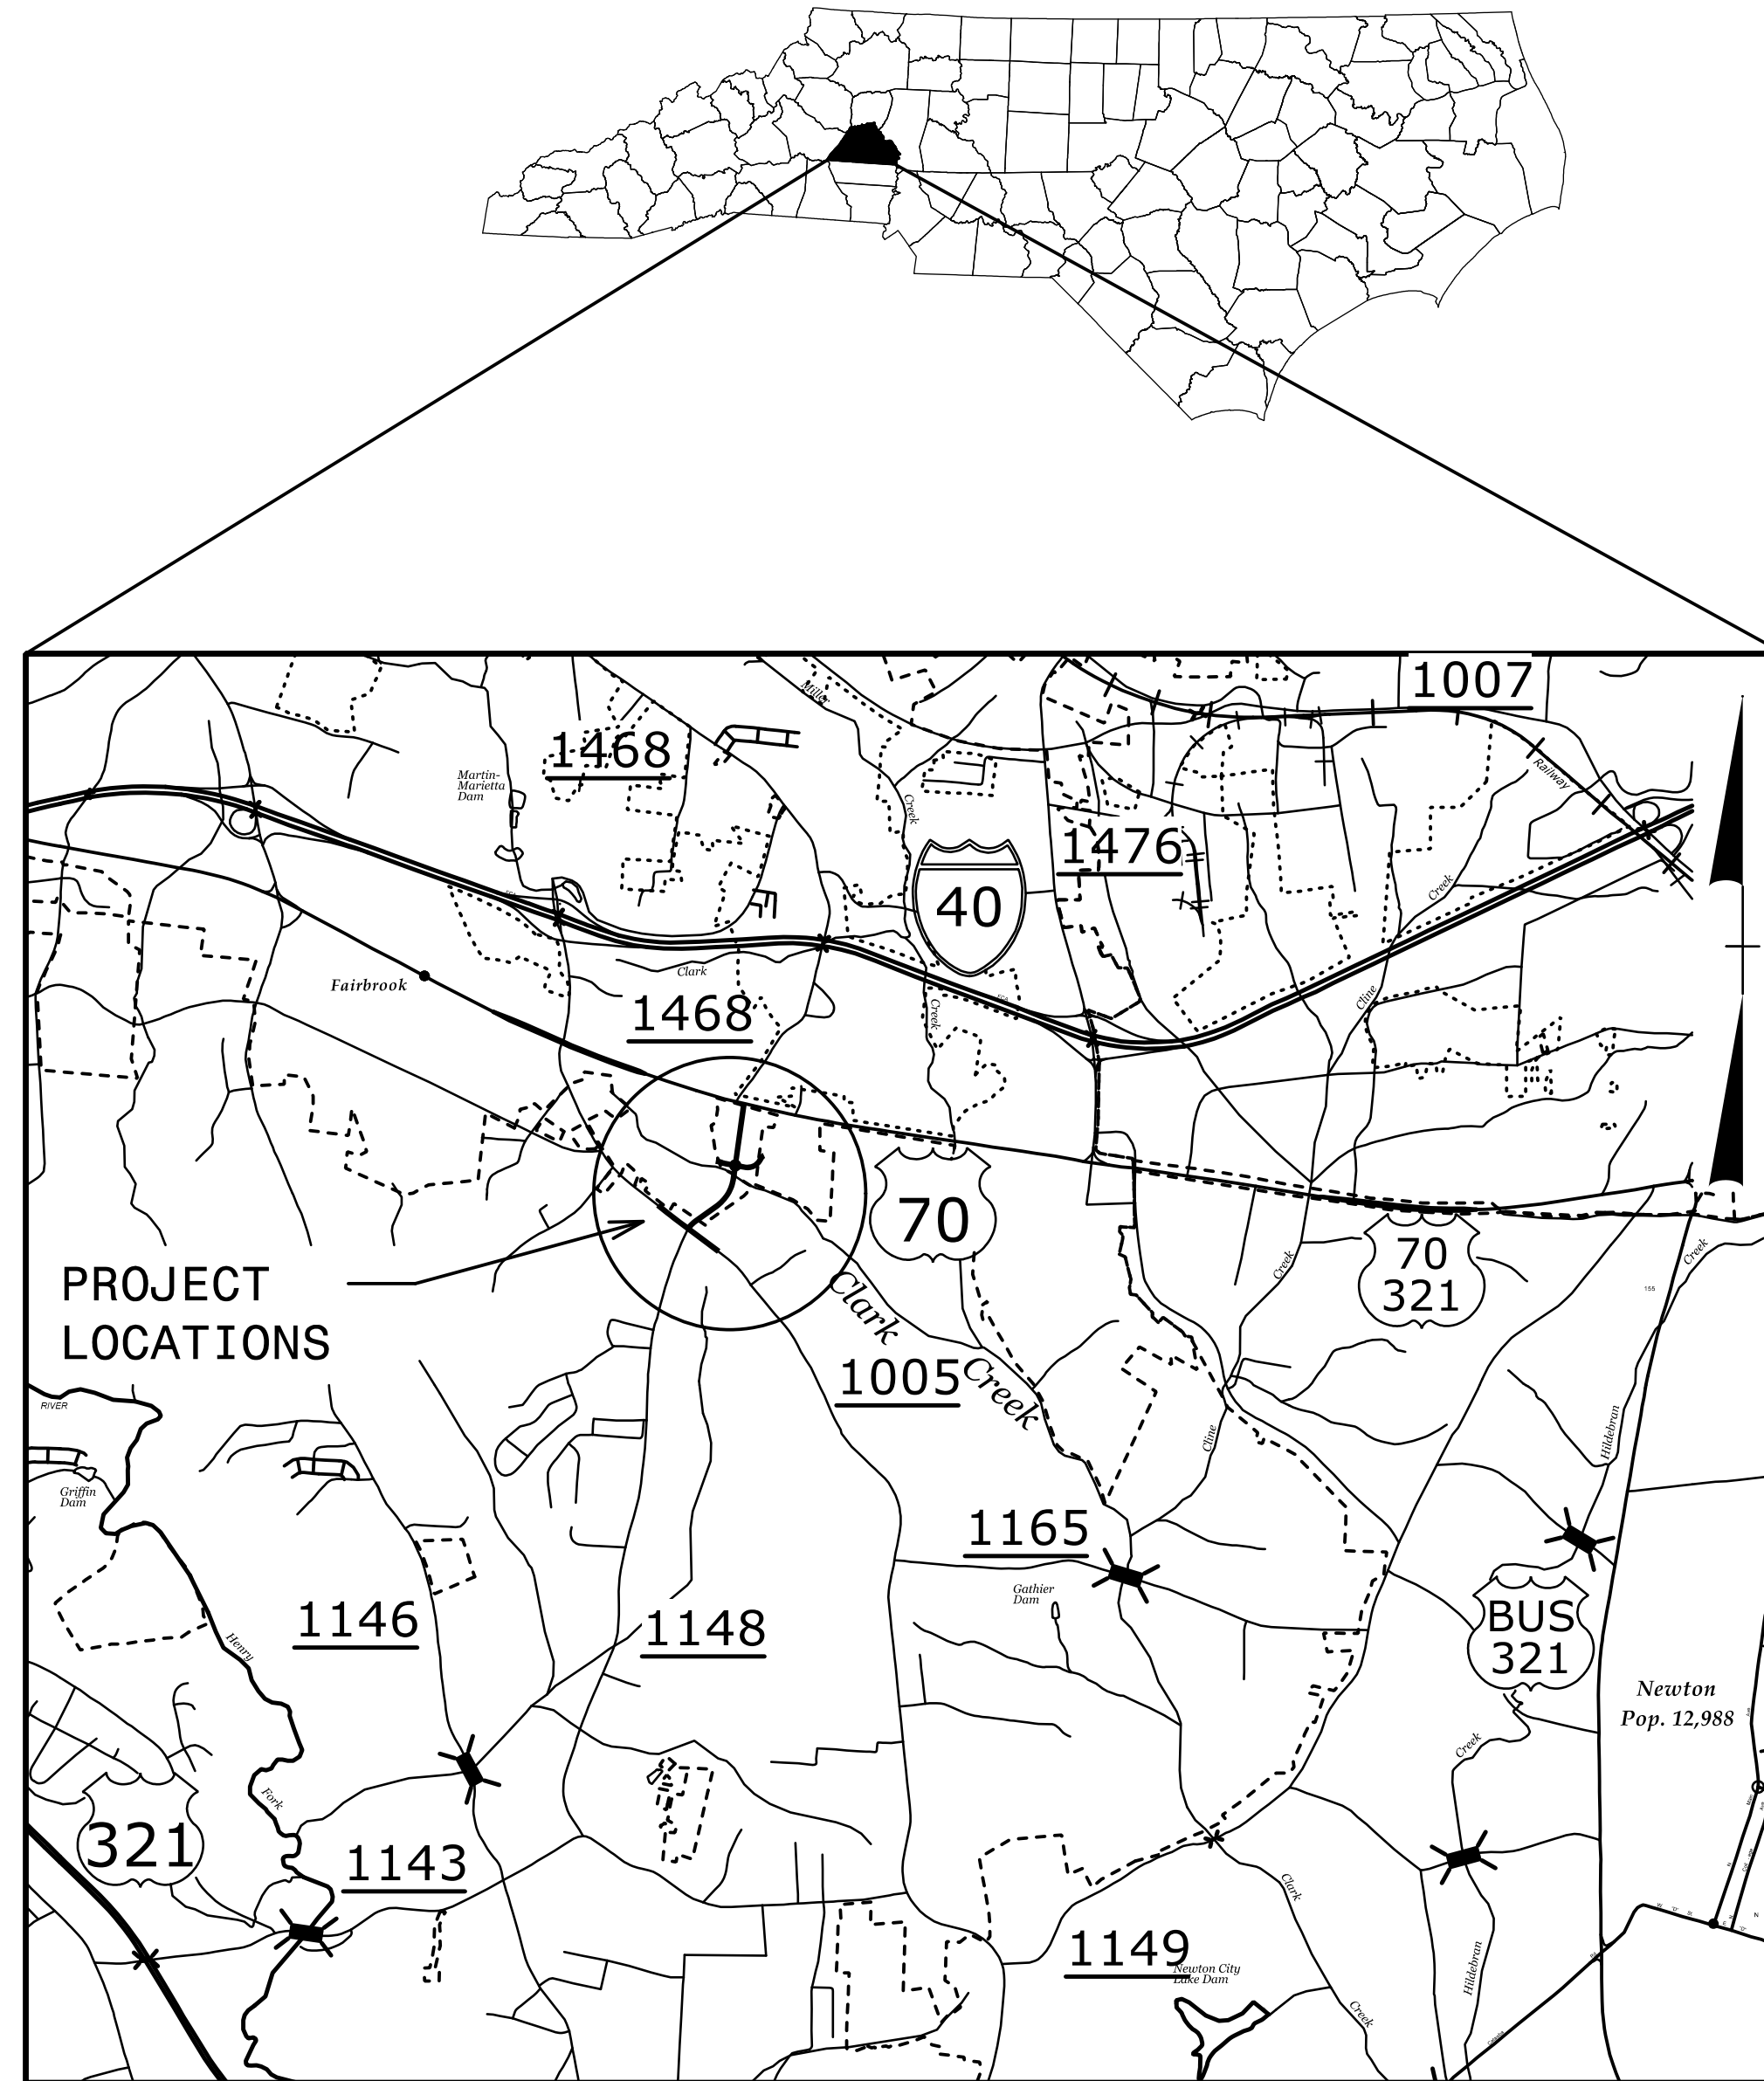 1007
Miller
1468
Martin-
Marietta
Dam
Railway
Creek
1476
40
Creek
Clark
Fairbrook
Cline
Creek
1468
70
70
321
Creek
Creek
155
PROJECT
LOCATIONS
Clark
Creek
1005
RIVER
Hildebran
Cline
Griffin
Dam
1165
Gathier
Dam
BUS
321
1146
1148
Henry
Newton
Pop. 12,988
Creek
Fork
321
1143
Clark
1149
Newton City
Lake Dam
Hildebran
Creek